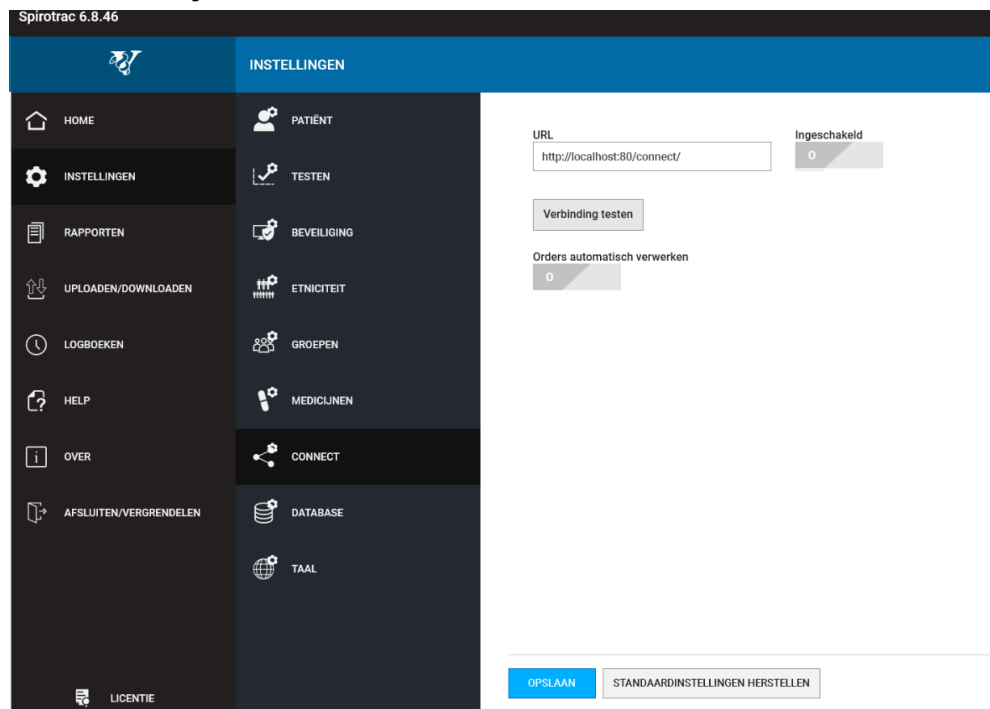 Spirotrac 6.8.46
INSTELLINGEN
HOME
INSTELLINGEN
RAPPORTEN
UPLOADEN/DOWNLOADEN
LOGBOEKEN
HELP
OVER
AFSLUITEN/VERGRENDELEN
LICENTIE
PATIËNT
TESTEN
BEVEILIGING
ETNICITEIT
GROEPEN
MEDICIJNEN
CONNECT
DATABASE
TAAL
URL
http://localhost:80/connect/
Ingeschakeld
O
Verbinding testen
Orders automatisch verwerken
O
OPSLAAN
STANDAARDINSTELLINGEN HERSTELLEN